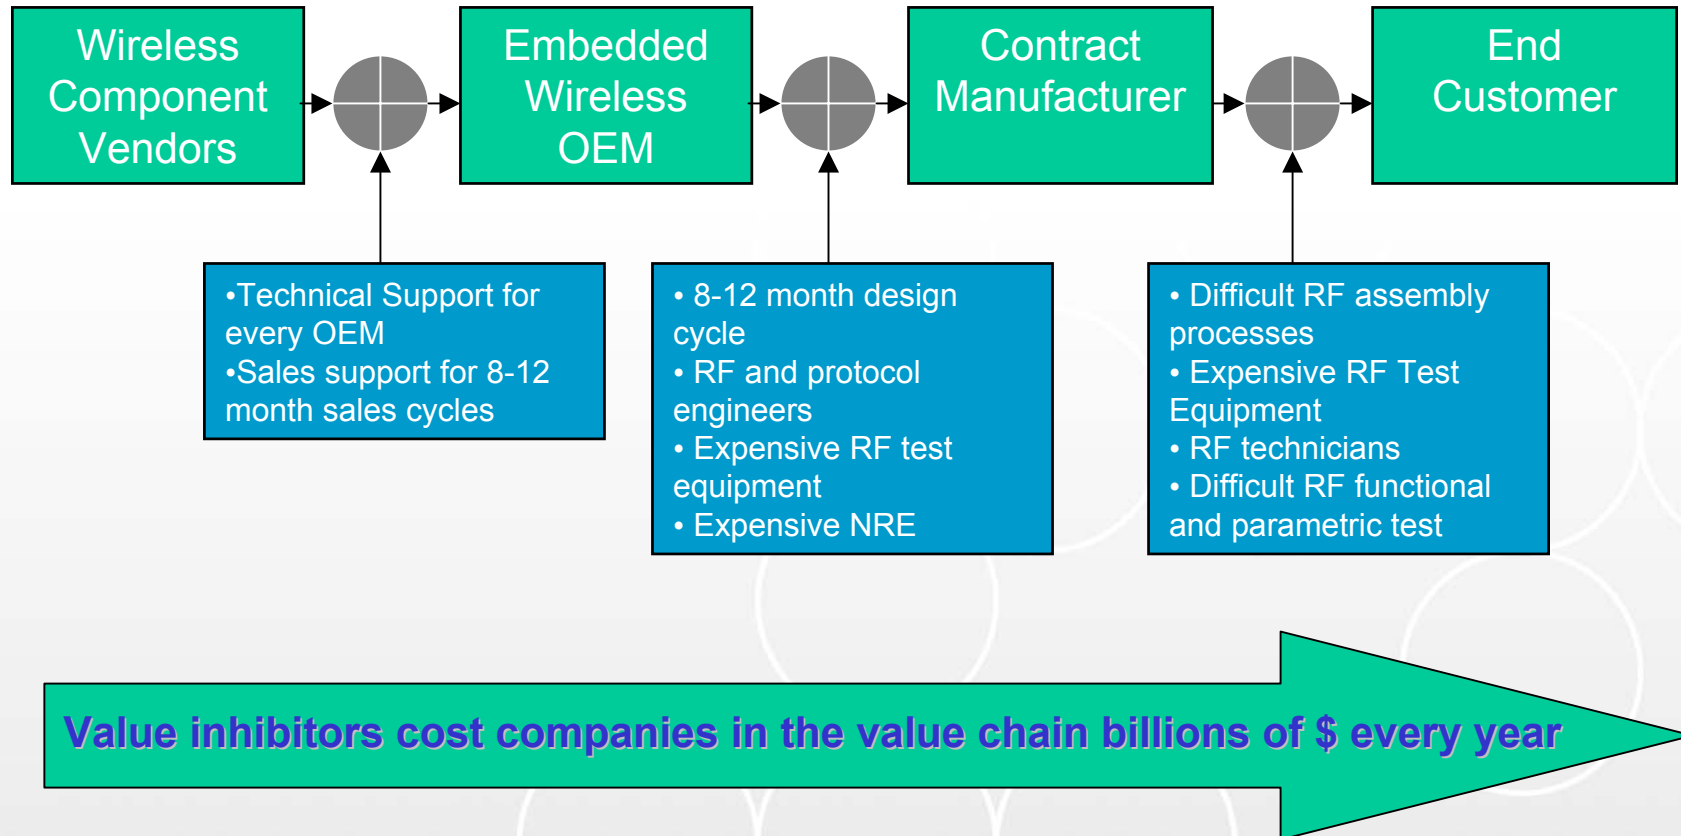 Wireless
Component
Vendors
Embedded
Wireless
OEM
Contract
Manufacturer
End
Customer
•Technical Support for
every OEM
•Sales support for 8-12
month sales cycles
• 8-12 month design
cycle
• RF and protocol
engineers
• Expensive RF test
equipment
• Expensive NRE
• Difficult RF assembly
processes
• Expensive RF Test
Equipment
• RF technicians
• Difficult RF functional
and parametric test
Value inhibitors cost companies in the value chain billions of $ every year